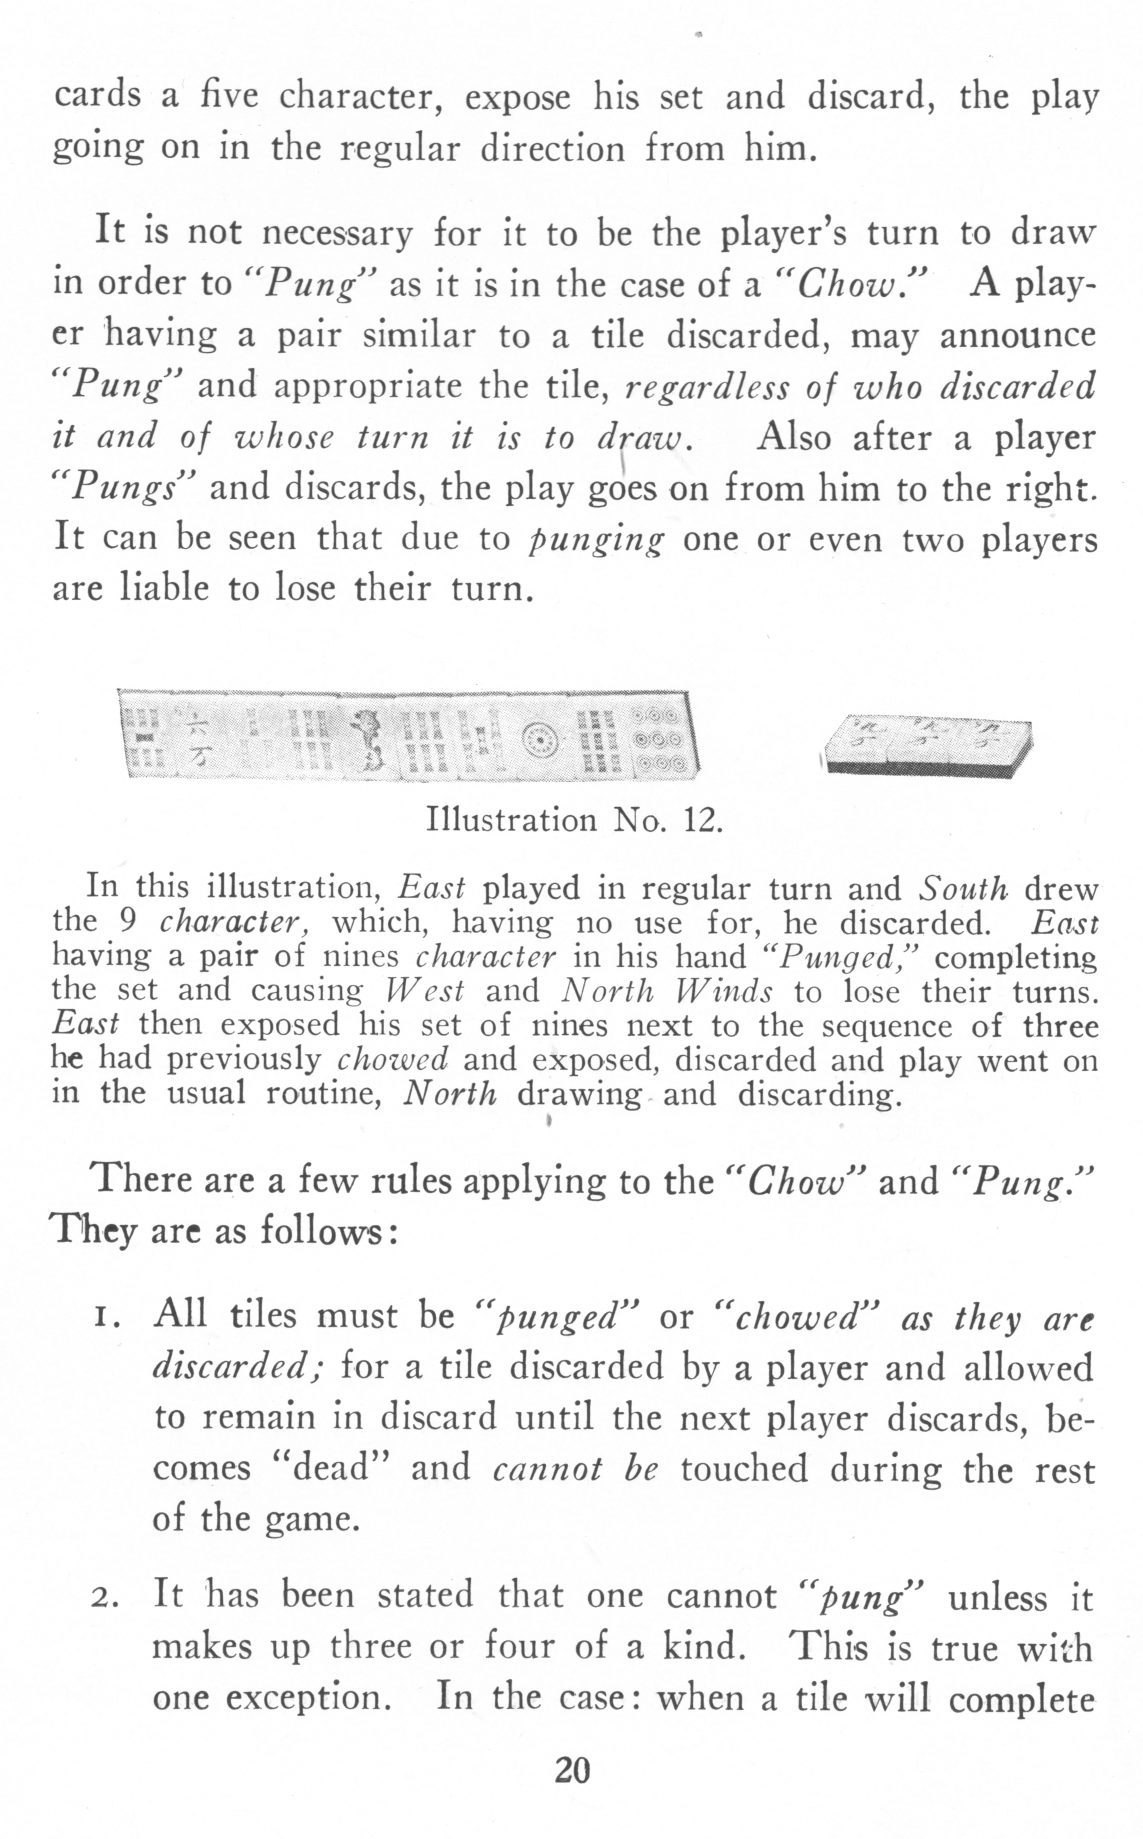 cards a five character, expose his set and discard, the play
going on in the regular direction from him.
It is not necessary for it to be the player's turn to draw
in order to "Pung" as it is in the case of a "Chow." A play-
er having a pair similar to a tile discarded, may announce
"Pung" and appropriate the tile, regardless of who discarded
it and of whose turn it is to draw. Also after a player
"Pungs" and discards, the play goes on from him to the right.
It can be seen that due to punging one or even two players
are liable to lose their turn.
六
万
Illustration No. 12.
In this illustration, East played in regular turn and South drew
the 9 character, which, having no use for, he discarded. East
having a pair of nines character in his hand "Punged," completing
the set and causing West and North Winds to lose their turns.
East then exposed his set of nines next to the sequence of three
he had previously chowed and exposed, discarded and play went on
in the usual routine, North drawing and discarding.
There are a few rules applying to the "Chow" and "Pung."
They are as follows:
1. All tiles must be "punged" or "chowed" as they are
discarded; for a tile discarded by a player and allowed
to remain in discard until the next player discards, be-
comes "dead" and cannot be touched during the rest
of the game.
2. It has been stated that one cannot "pung" unless it
makes up three or four of a kind. This is true with
one exception. In the case: when a tile will complete
20